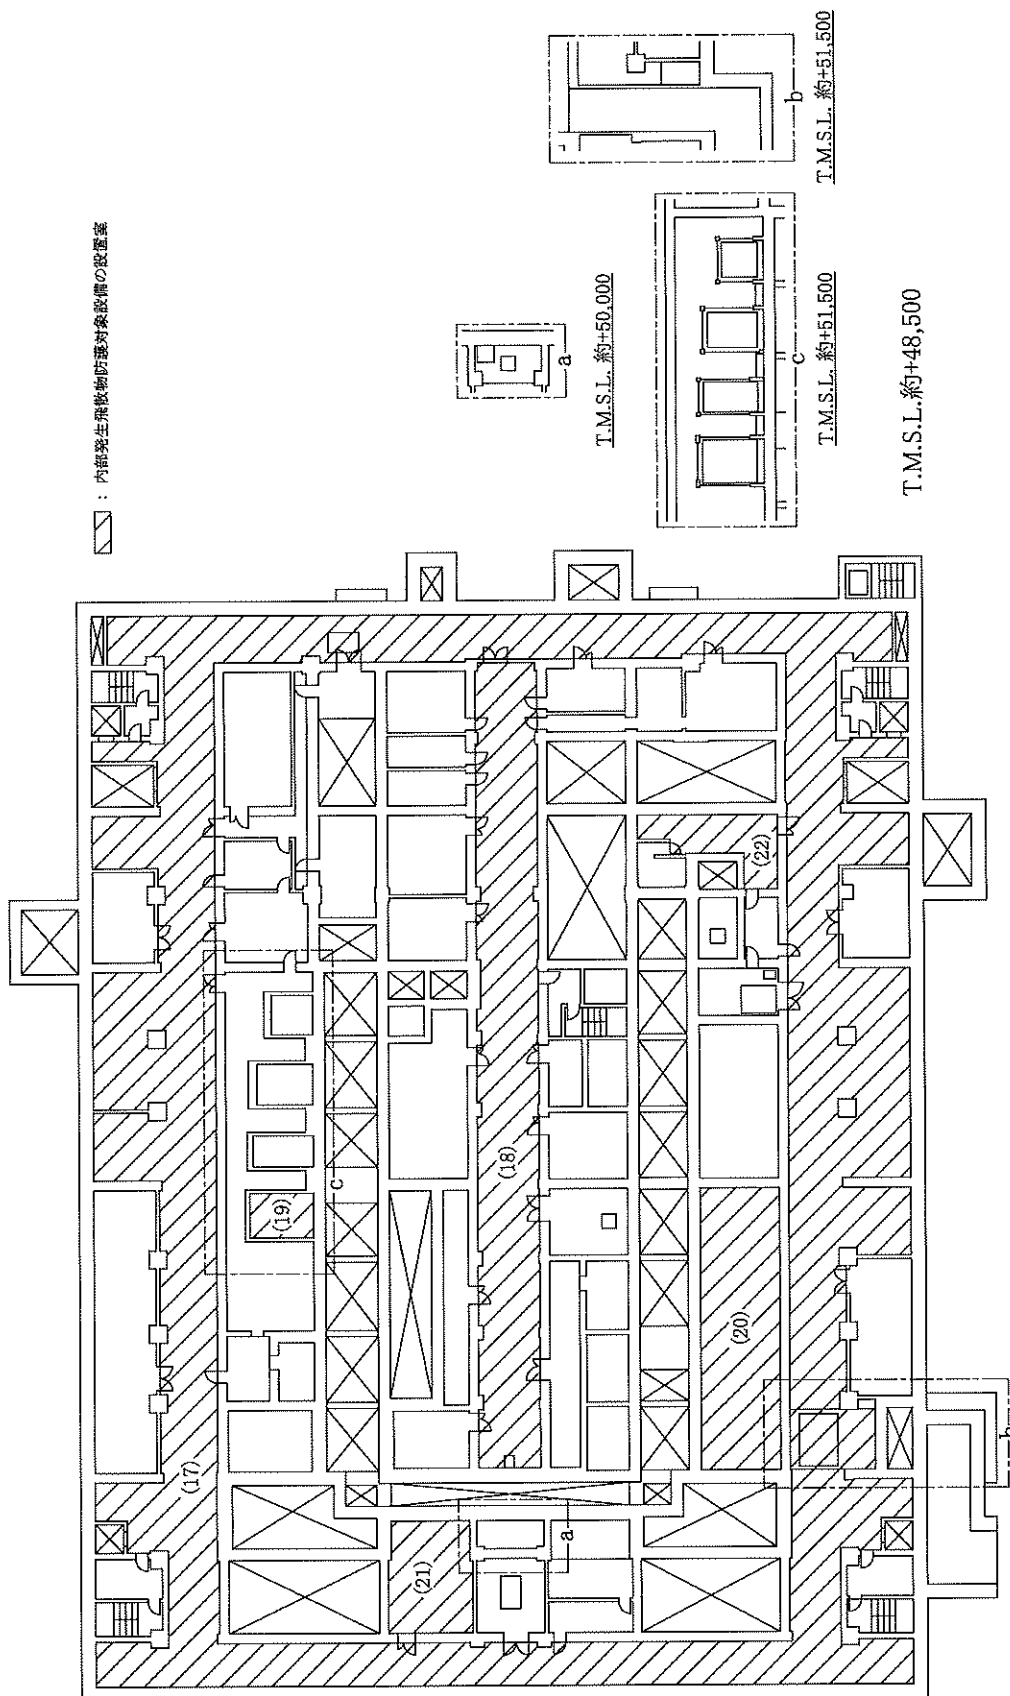 : 内部発生飛散物防護対象設備の設置室
T.M.S.L. 約+50,000
a
T.M.S.L. 約+51,500
b
T.M.S.L. 約+51,500
c
T.M.S.L.約+48,500
(17)
(18)
(19)
(20)
(21)
(22)
a
b
c